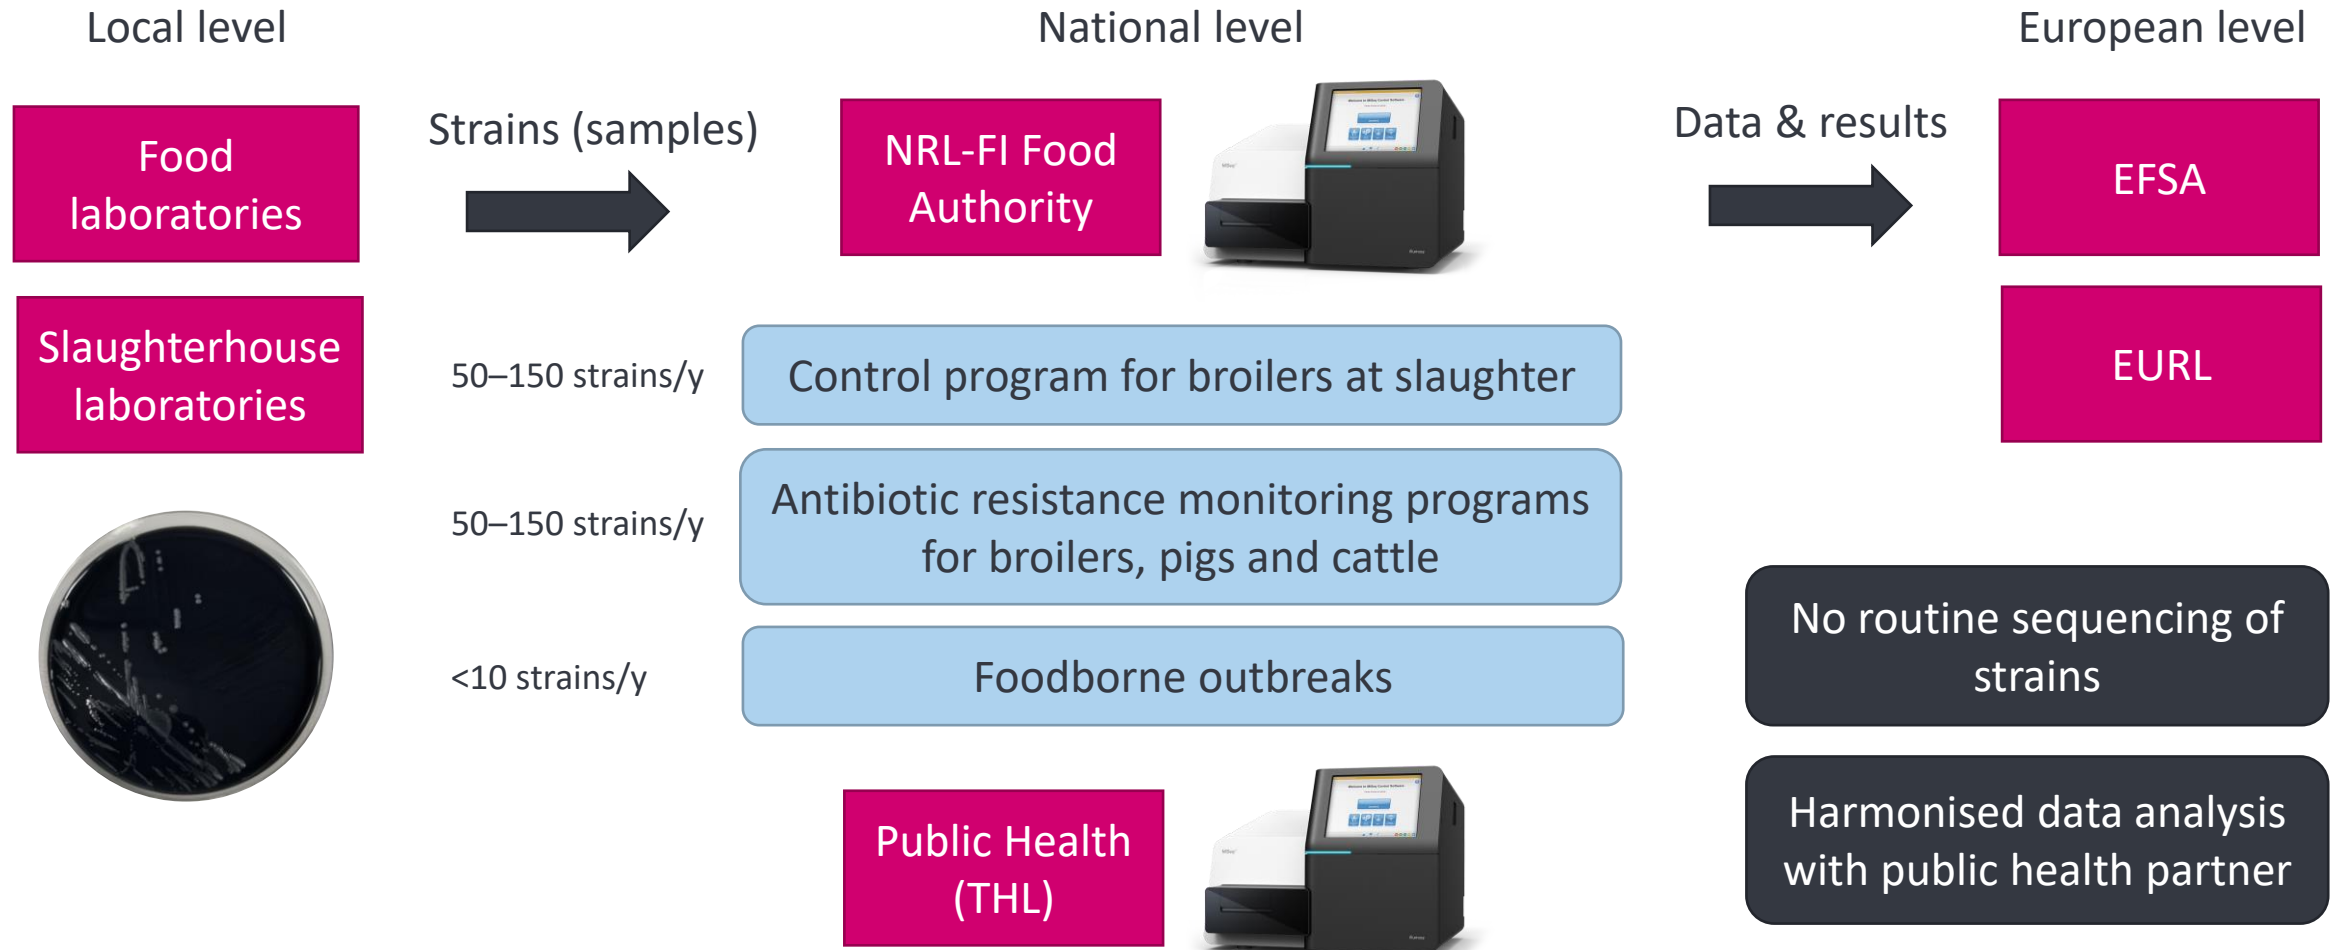 Local level
National level
European level
Food
laboratories
Strains (samples)
NRL-FI Food
Authority
Data & results
EFSA
Slaughterhouse
laboratories
EURL
50–150 strains/y
Control program for broilers at slaughter
50–150 strains/y
Antibiotic resistance monitoring programs
for broilers, pigs and cattle
<10 strains/y
Foodborne outbreaks
No routine sequencing of
strains
Public Health
(THL)
Harmonised data analysis
with public health partner